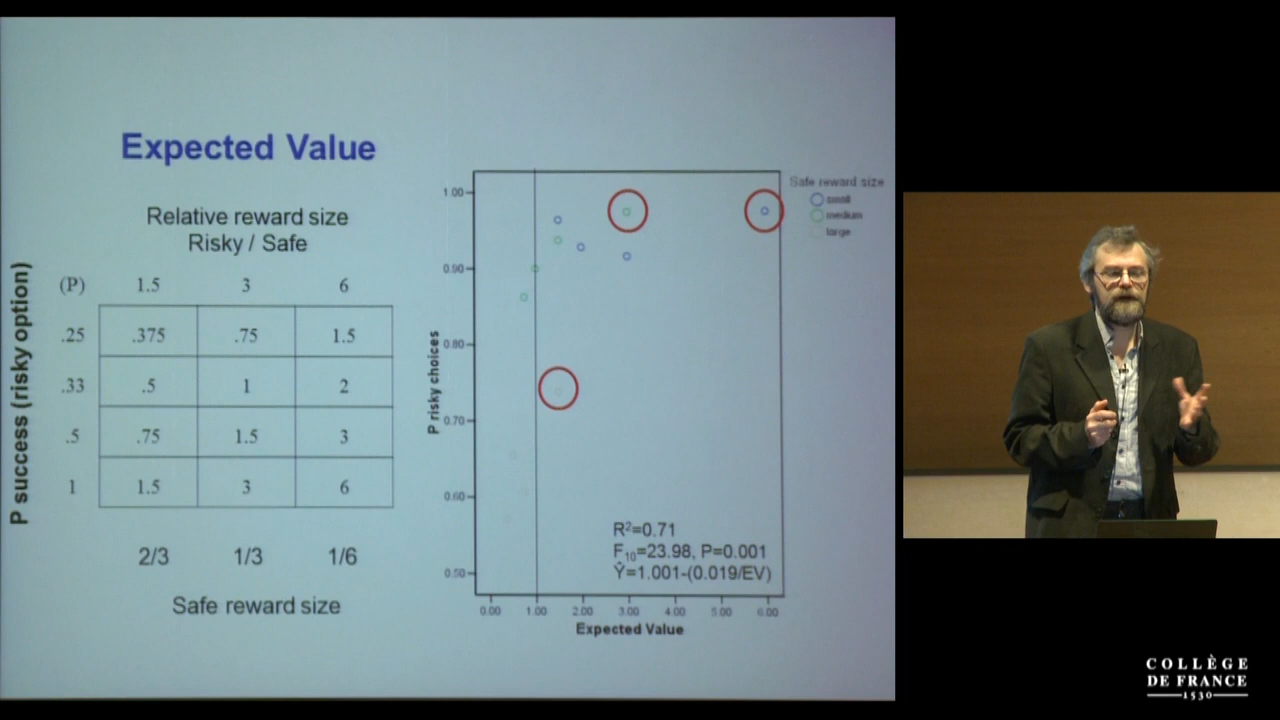 Expected Value
Relative reward size
Risky / Safe
(P) 1.5 3 6
.25 .375 .75 1.5
.33 .5 1 2
.5 .75 1.5 3
1 1.5 3 6
2/3 1/3 1/6
Safe reward size
P success (risky option)
P risky choices
1.00
0.90
0.80
0.70
0.60
0.50
0.00 1.00 2.00 3.00 4.00 5.00 6.00
Expected Value
R²=0.71
F₁₀=23.98, P=0.001
Ŷ=1.001-(0.019/EV)
Safe reward size
small
medium
large
COLLÈGE
DE FRANCE
1530